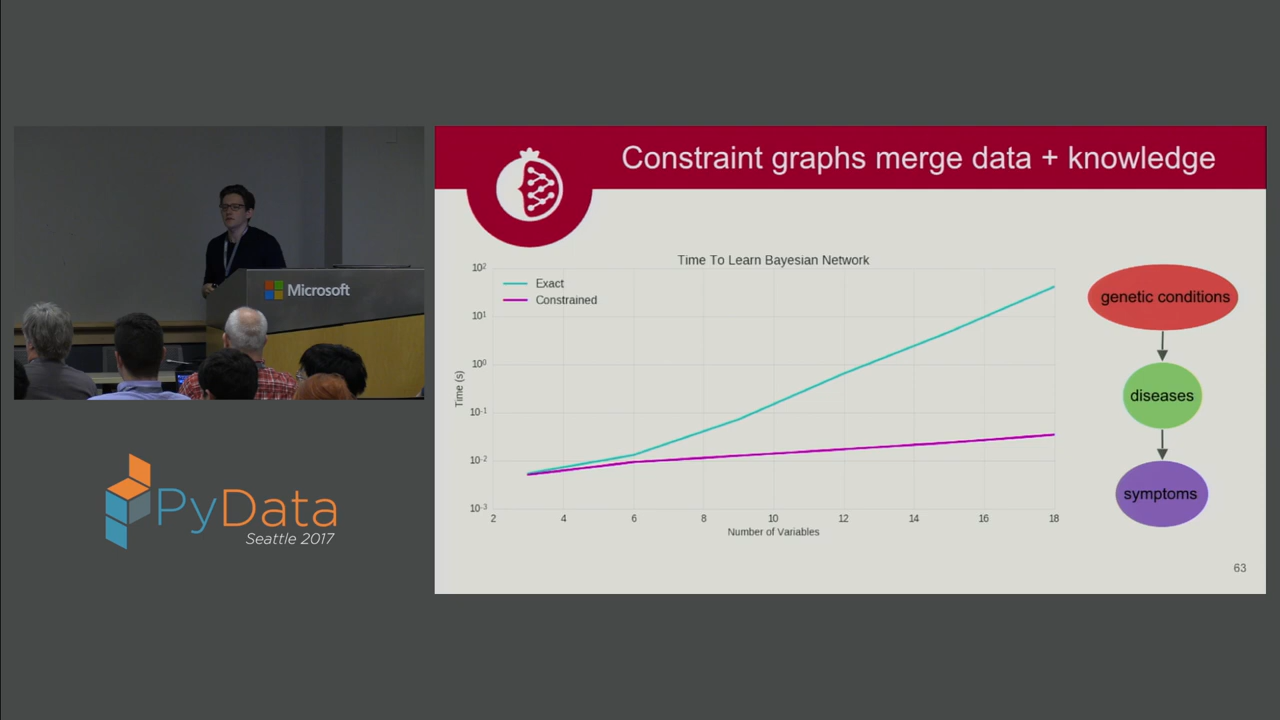 Microsoft
PyData
Seattle 2017
Constraint graphs merge data + knowledge
Time To Learn Bayesian Network
Exact
Constrained
10²
10¹
10⁰
10⁻¹
10⁻²
10⁻³
Time (s)
2 4 6 8 10 12 14 16 18
Number of Variables
genetic conditions
diseases
symptoms
63